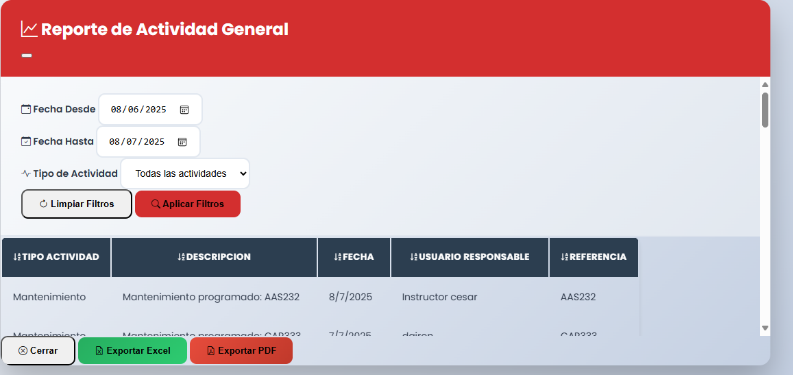 Reporte de Actividad General
Fecha Desde 08/06/2025
Fecha Hasta 08/07/2025
Tipo de Actividad Todas las actividades
Limpiar Filtros Aplicar Filtros
TIPO ACTIVIDAD DESCRIPCION FECHA USUARIO RESPONSABLE REFERENCIA
Mantenimiento Mantenimiento programado: AAS232 8/7/2025 Instructor cesar AAS232
Mantenimiento Mantenimiento programado: CAP333 7/7/2025 CAP333
Cerrar Exportar Excel Exportar PDF